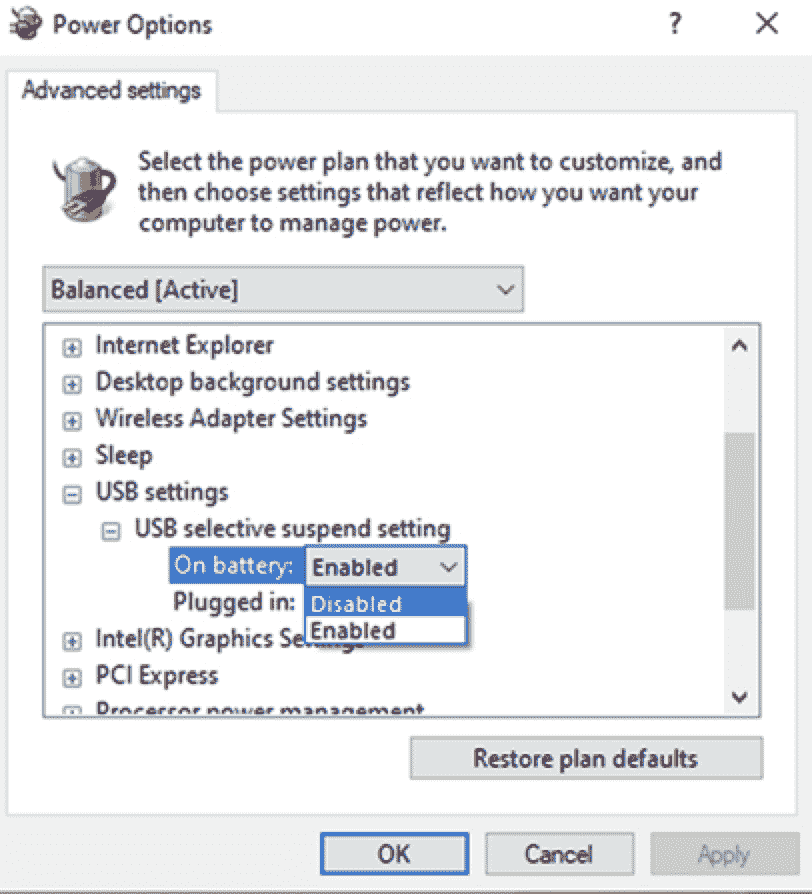 Power Options
?
Advanced settings
Select the power plan that you want to customize, and
then choose settings that reflect how you want your
computer to manage power.
Balanced [Active]
Internet Explorer
Desktop background settings
Wireless Adapter Settings
Sleep
USB settings
USB selective suspend setting
On battery: Enabled
Plugged in: Disabled
Enabled
Intel(R) Graphics
PCI Express
Processor power management
Restore plan defaults
OK Cancel Apply